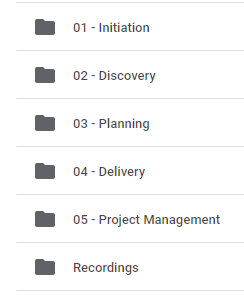 01 - Initiation
02 - Discovery
03 - Planning
04 - Delivery
05 - Project Management
Recordings